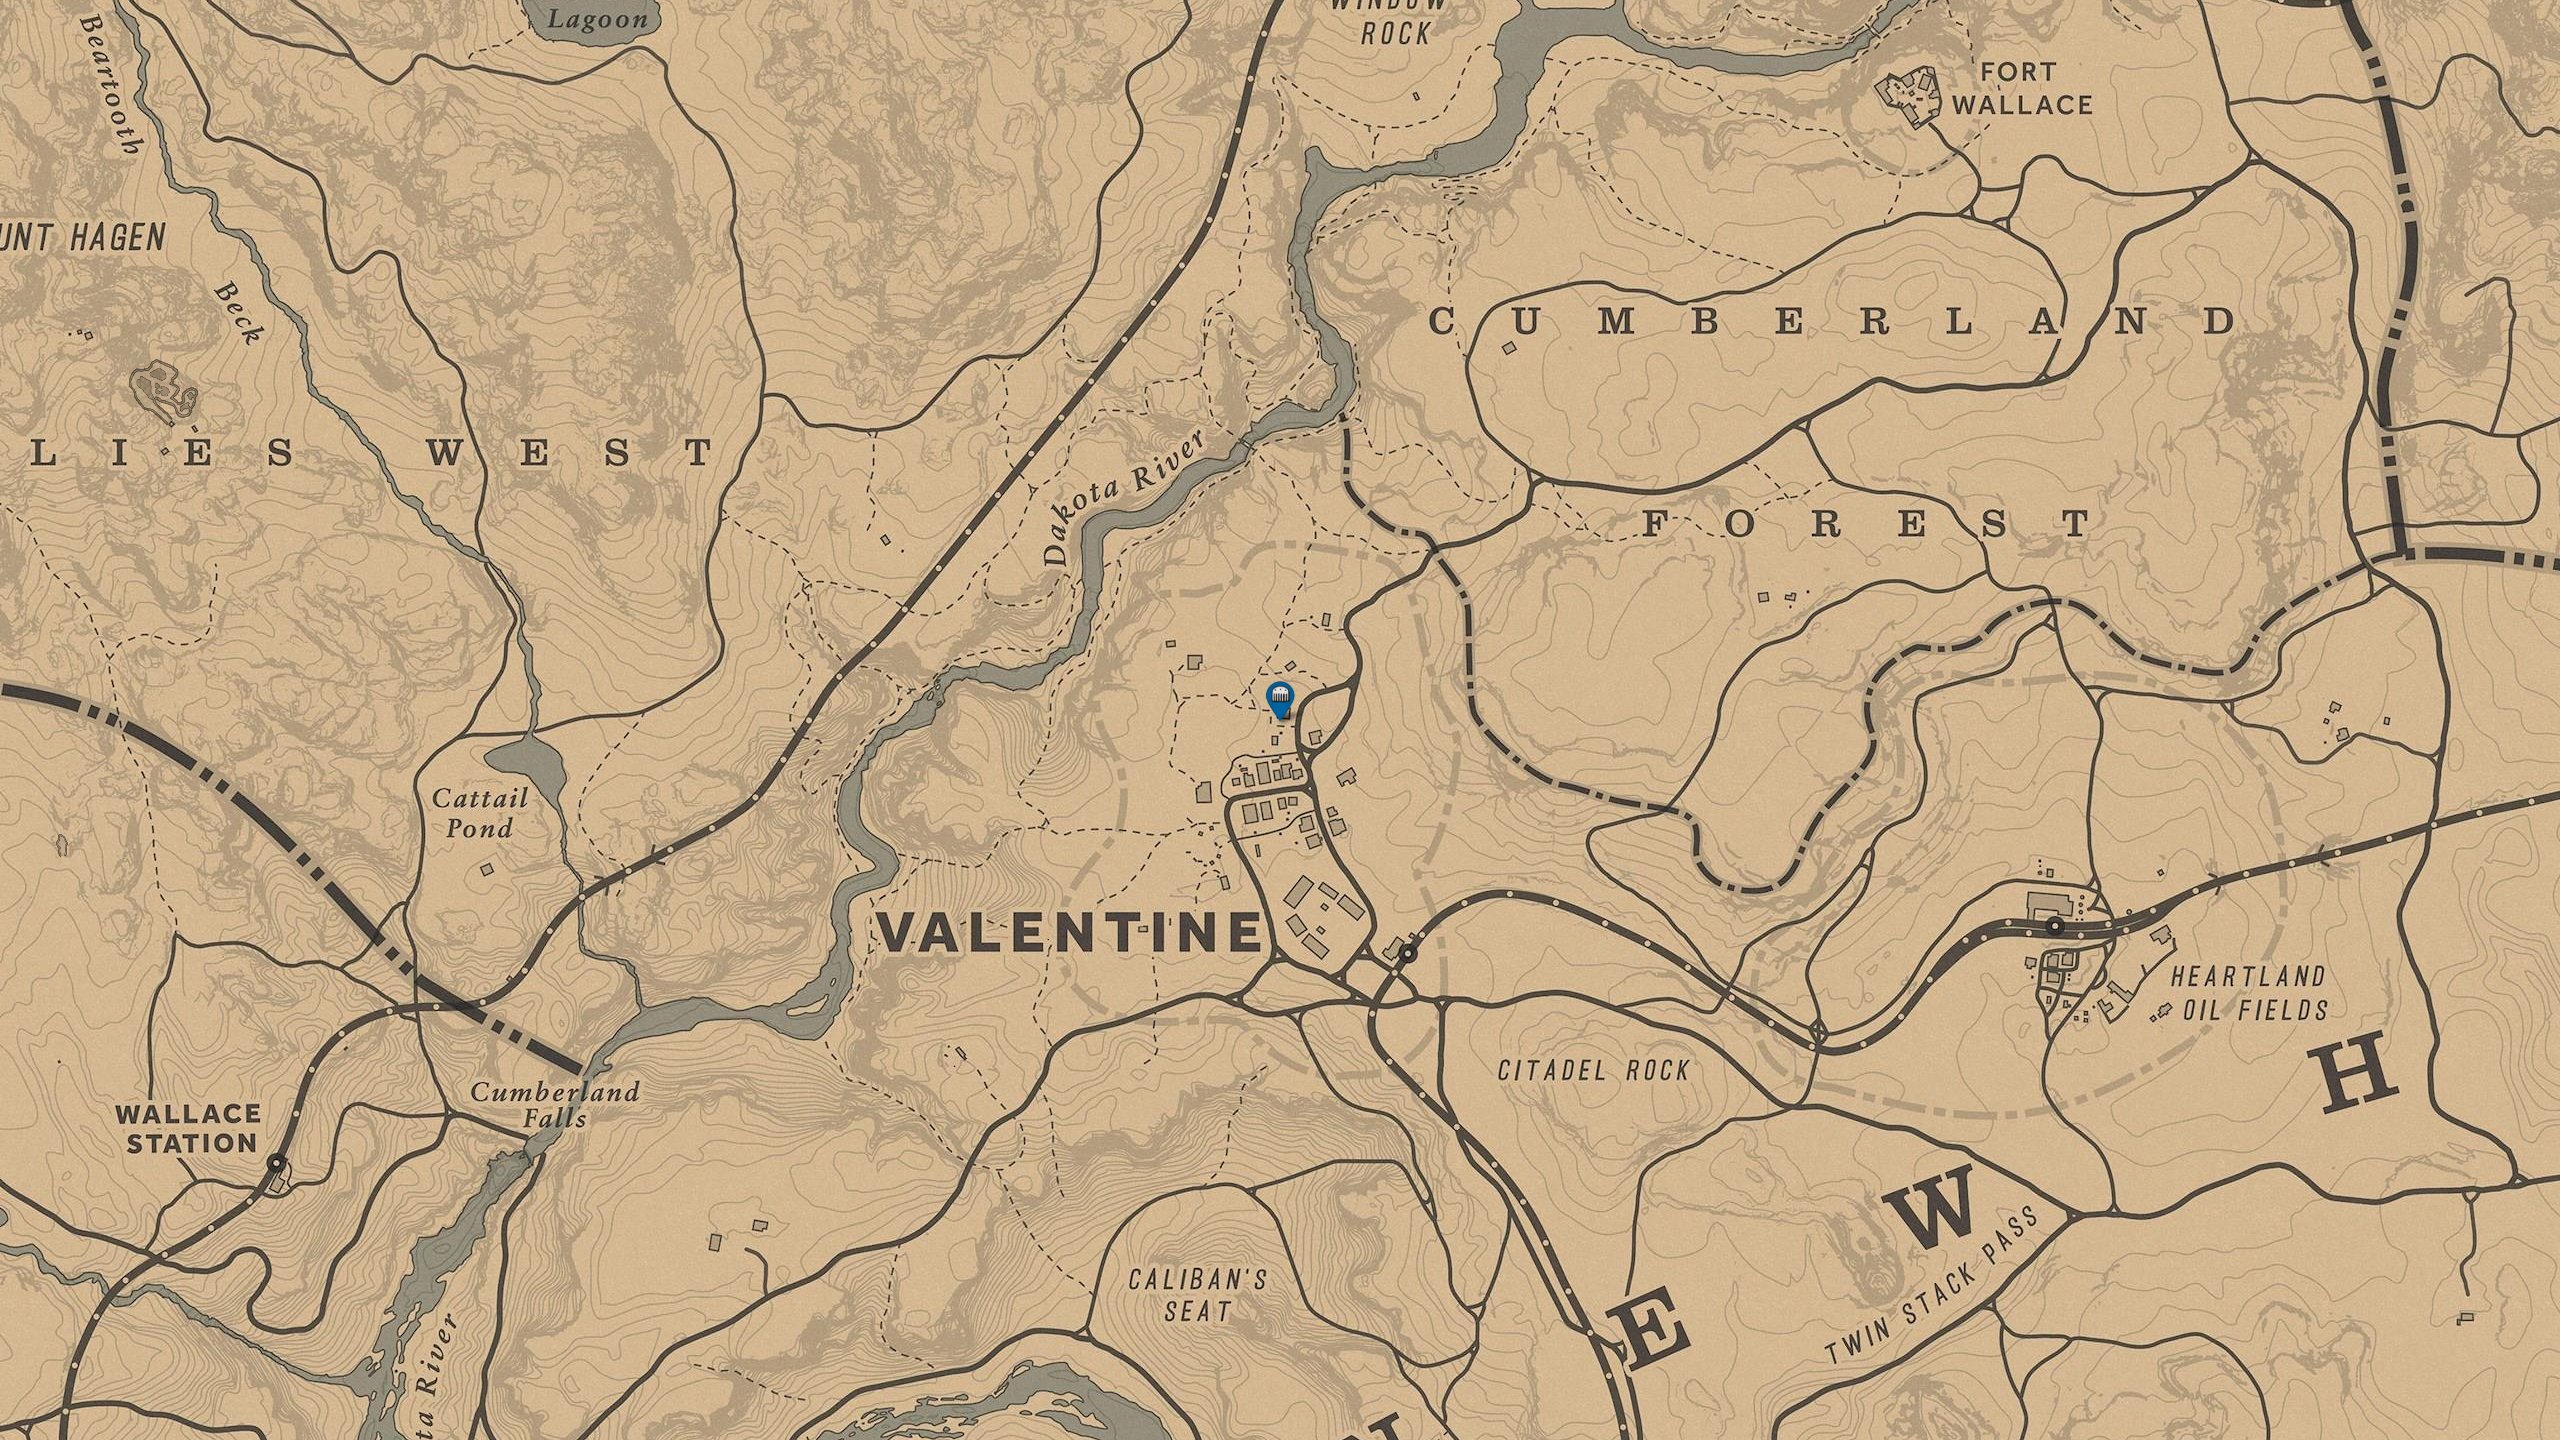 Lagoon
WINDOW
ROCK
Beartooth
FORT
WALLACE
UNT HAGEN
Beck
CUMBERLAND
LIES WEST
Dakota River
FOREST
Cattail
Pond
VALENTINE
HEARTLAND
OIL FIELDS
CITADEL ROCK
H
Cumberland
Falls
WALLACE
STATION
W
TWIN STACK PASS
CALIBAN'S
SEAT
E
ta River
N